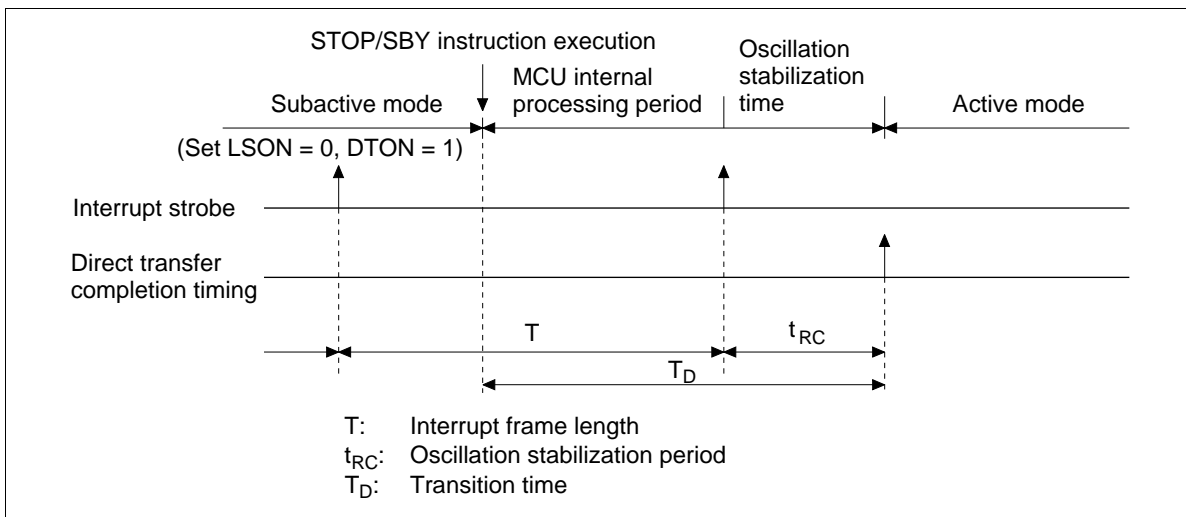 STOP/SBY instruction execution
Oscillation
stabilization
time
MCU internal
processing period
Subactive mode
Active mode
(Set LSON = 0, DTON = 1)
Interrupt strobe
Direct transfer
completion timing
T
tRC
TD
T: Interrupt frame length
tRC: Oscillation stabilization period
TD: Transition time